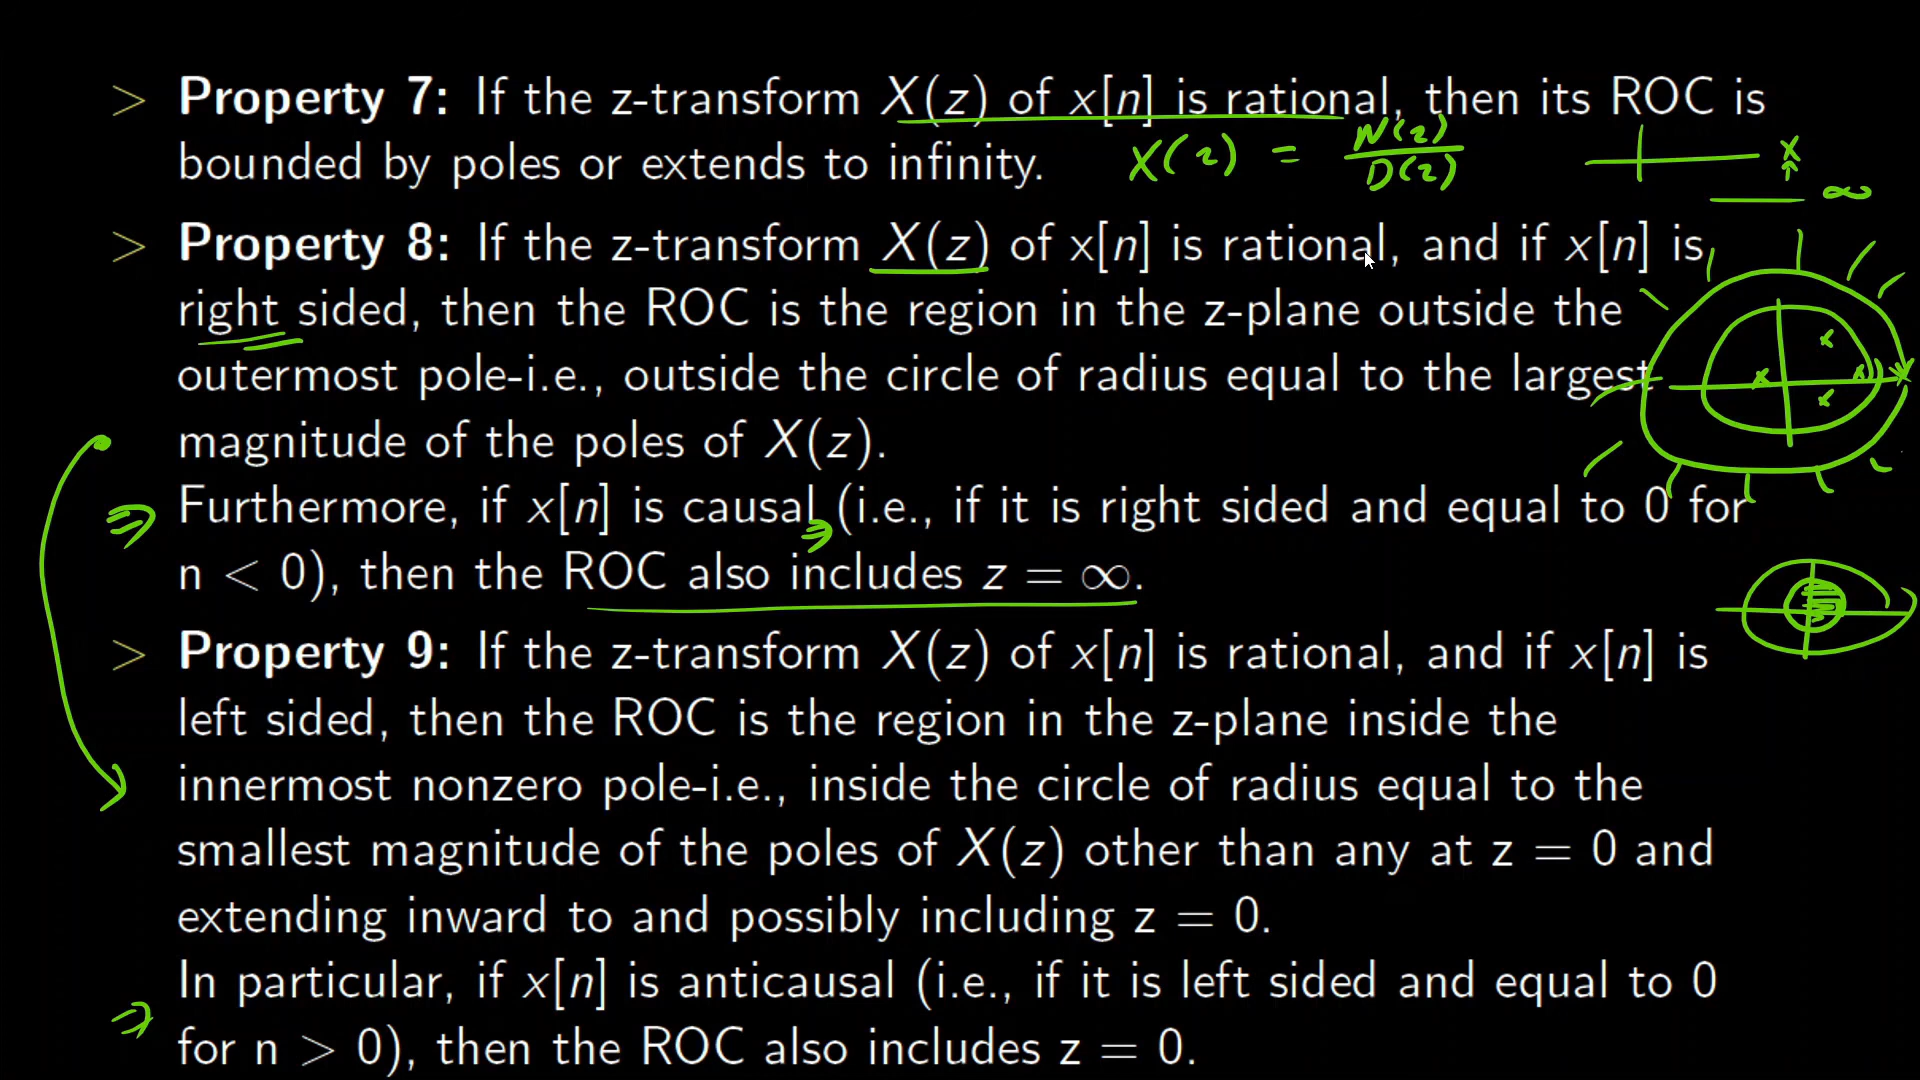 > Property 7: If the z-transform X(z) of x[n] is rational, then its ROC is
bounded by poles or extends to infinity.
X(z) = N(z)/D(z)
x
∞
> Property 8: If the z-transform X(z) of x[n] is rational, and if x[n] is
right sided, then the ROC is the region in the z-plane outside the
outermost pole-i.e., outside the circle of radius equal to the largest
magnitude of the poles of X(z).
x
x x
x
⇒ Furthermore, if x[n] is causal (i.e., if it is right sided and equal to 0 for
n < 0), then the ROC also includes z = ∞.
> Property 9: If the z-transform X(z) of x[n] is rational, and if x[n] is
left sided, then the ROC is the region in the z-plane inside the
innermost nonzero pole-i.e., inside the circle of radius equal to the
smallest magnitude of the poles of X(z) other than any at z = 0 and
extending inward to and possibly including z = 0.
In particular, if x[n] is anticausal (i.e., if it is left sided and equal to 0
⇒ for n > 0), then the ROC also includes z = 0.